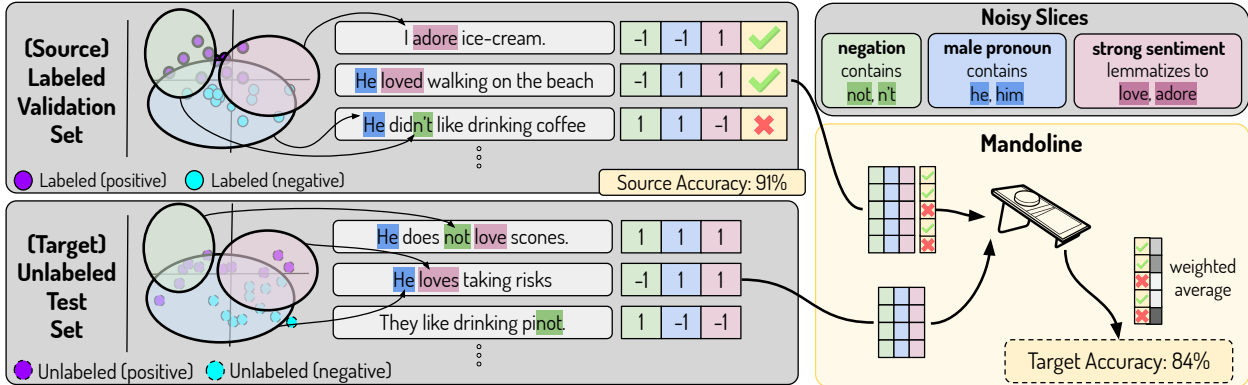 (Source)
Labeled
Validation
Set
I adore ice-cream.
-1 -1 1
He loved walking on the beach
-1 1 1
He didn't like drinking coffee
1 1 -1
Labeled (positive)
Labeled (negative)
Source Accuracy: 91%
(Target)
Unlabeled
Test
Set
He does not love scones.
1 1 1
He loves taking risks
-1 1 1
They like drinking pinot.
1 -1 -1
Unlabeled (positive)
Unlabeled (negative)
Noisy Slices
negation
contains
not, n't
male pronoun
contains
he, him
strong sentiment
lemmatizes to
love, adore
Mandoline
weighted
average
Target Accuracy: 84%